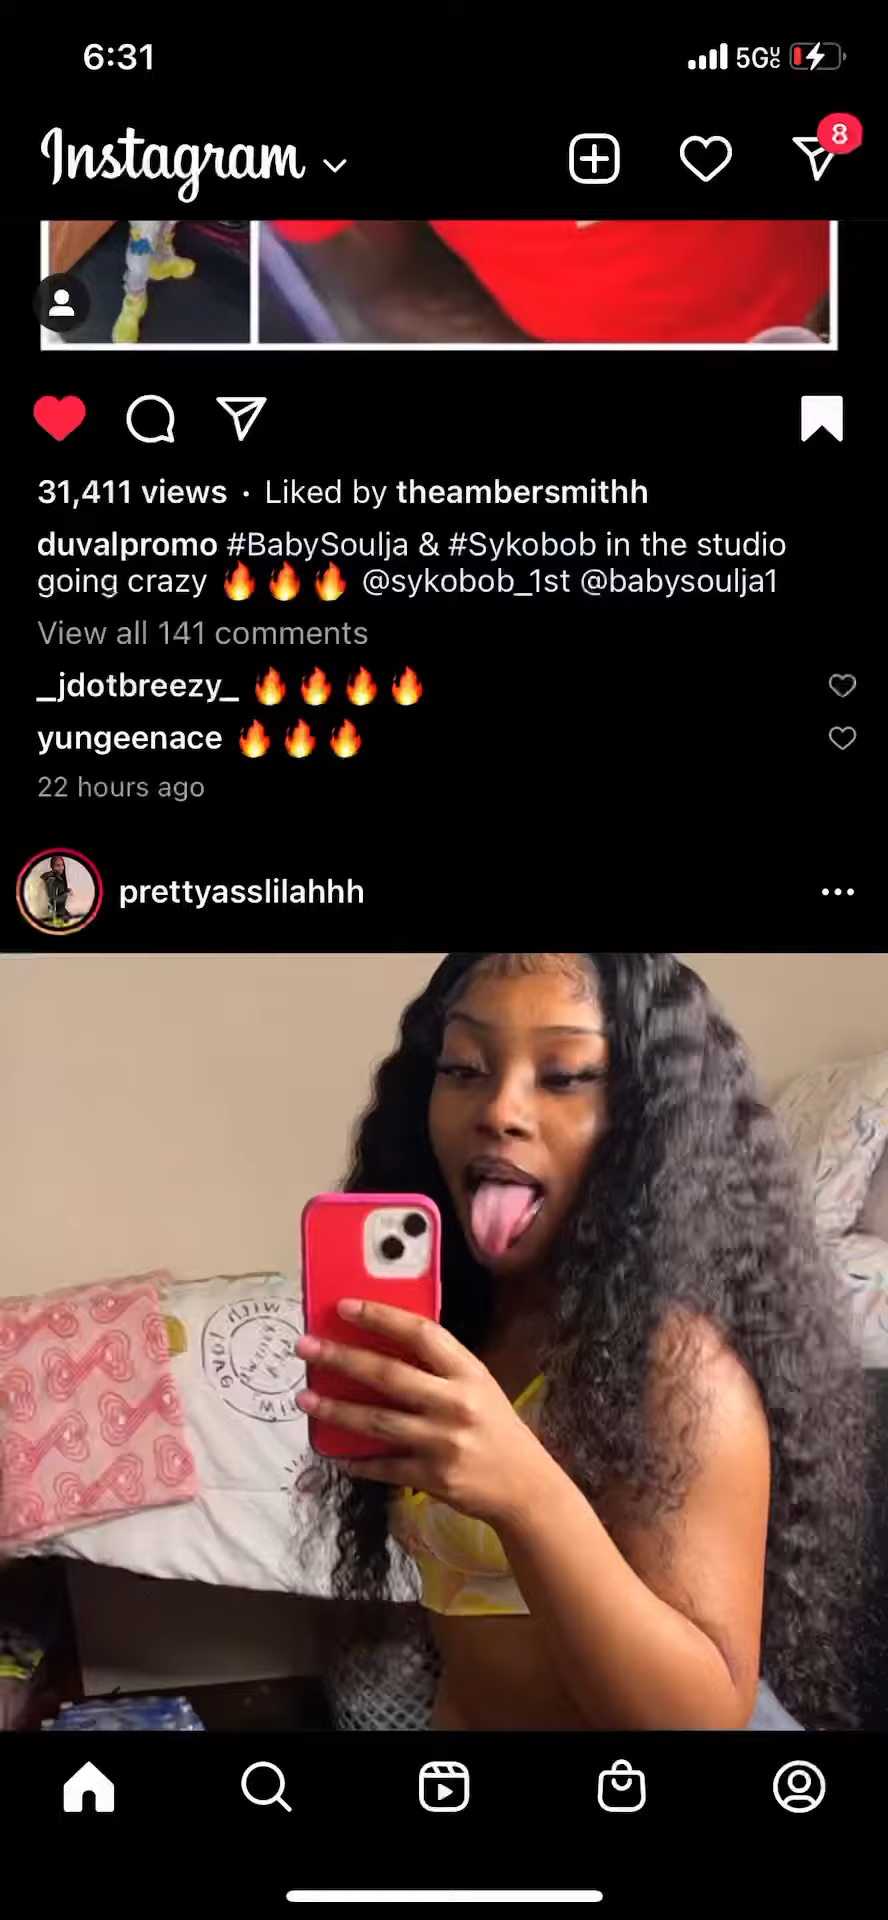 6:31
5GUC
Instagram
8
31,411 views · Liked by theambersmithh
duvalpromo #BabySoulja & #Sykobob in the studio
going crazy 🔥🔥🔥 @sykobob_1st @babysoulja1
View all 141 comments
_jdotbreezy_ 🔥🔥🔥🔥
yungeenace 🔥🔥🔥
22 hours ago
prettyasslilahhh